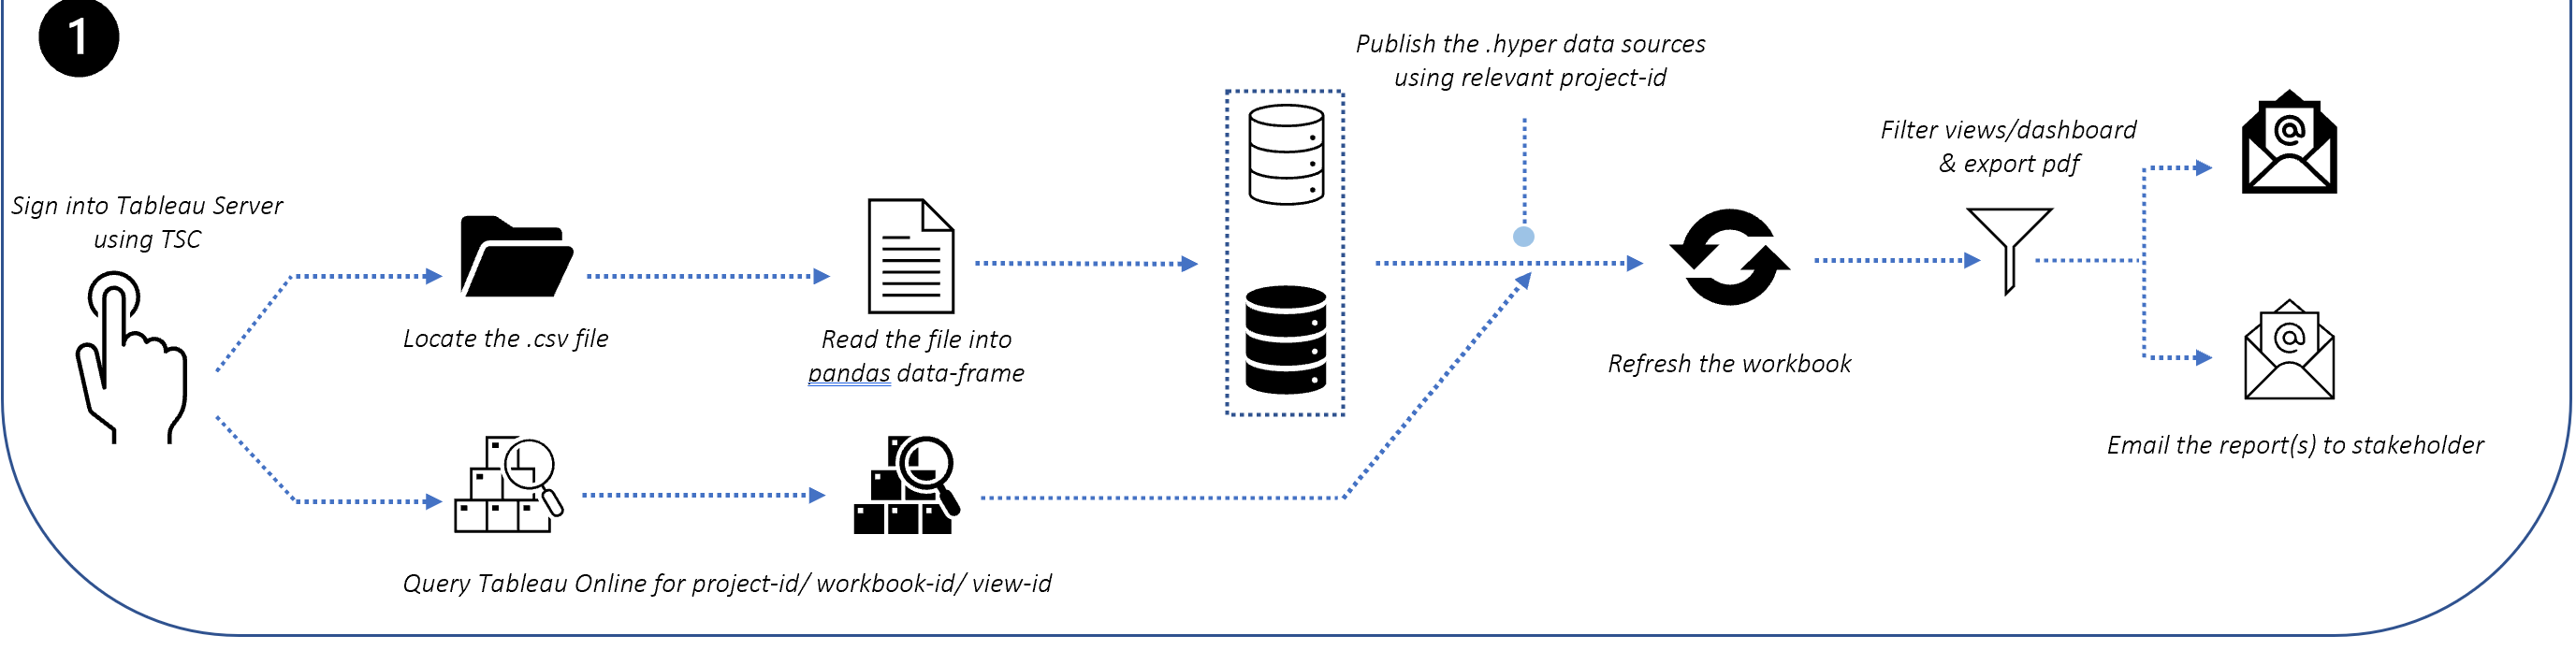 1
Publish the .hyper data sources
using relevant project-id
Filter views/dashboard
& export pdf
Sign into Tableau Server
using TSC
Locate the .csv file
Read the file into
pandas data-frame
Refresh the workbook
Email the report(s) to stakeholder
Query Tableau Online for project-id/ workbook-id/ view-id